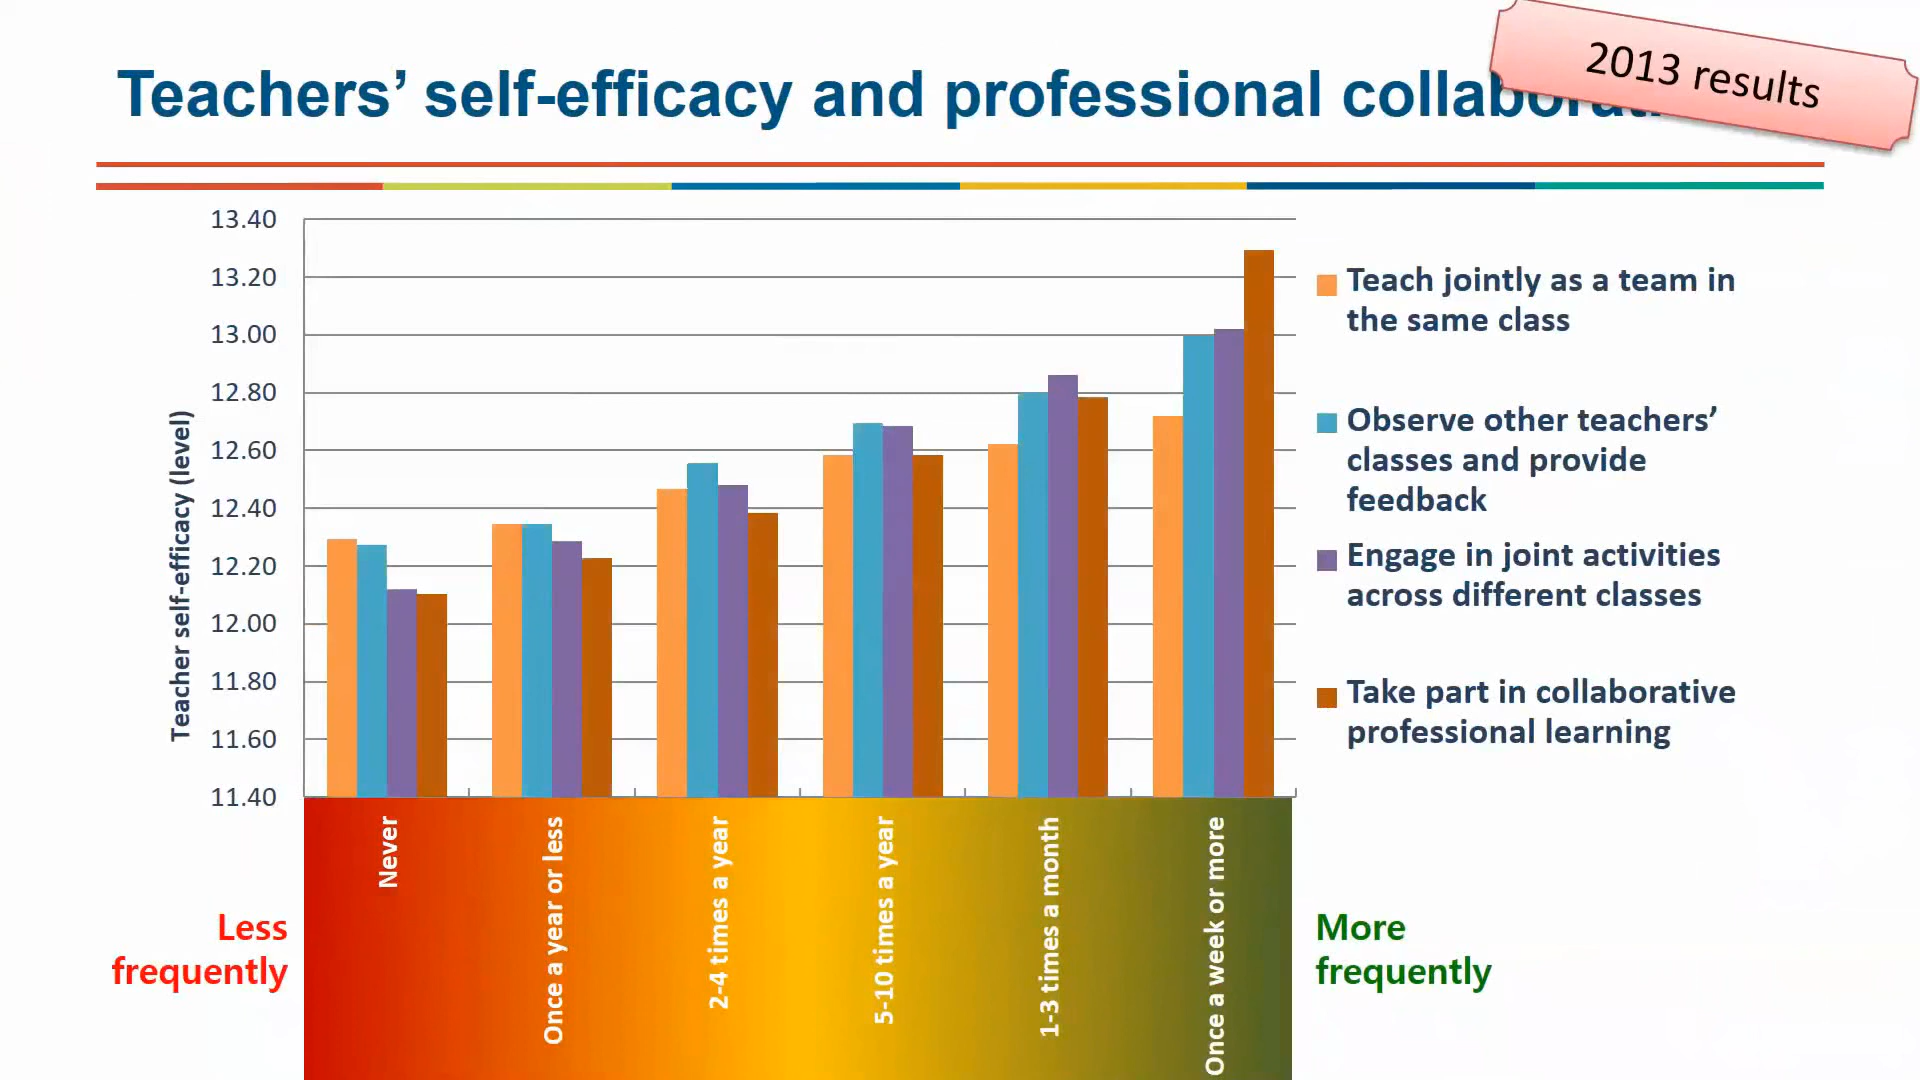 Teachers’ self-efficacy and professional
2013 results
13.40
13.20
13.00
12.80
12.60
12.40
12.20
12.00
11.80
11.60
11.40
Teacher self-efficacy (level)
Teach jointly as a team in
the same class
Observe other teachers’
classes and provide
feedback
Engage in joint activities
across different classes
Take part in collaborative
professional learning
Never
Once a year or less
2-4 times a year
5-10 times a year
1-3 times a month
Once a week or more
Less
frequently
More
frequently